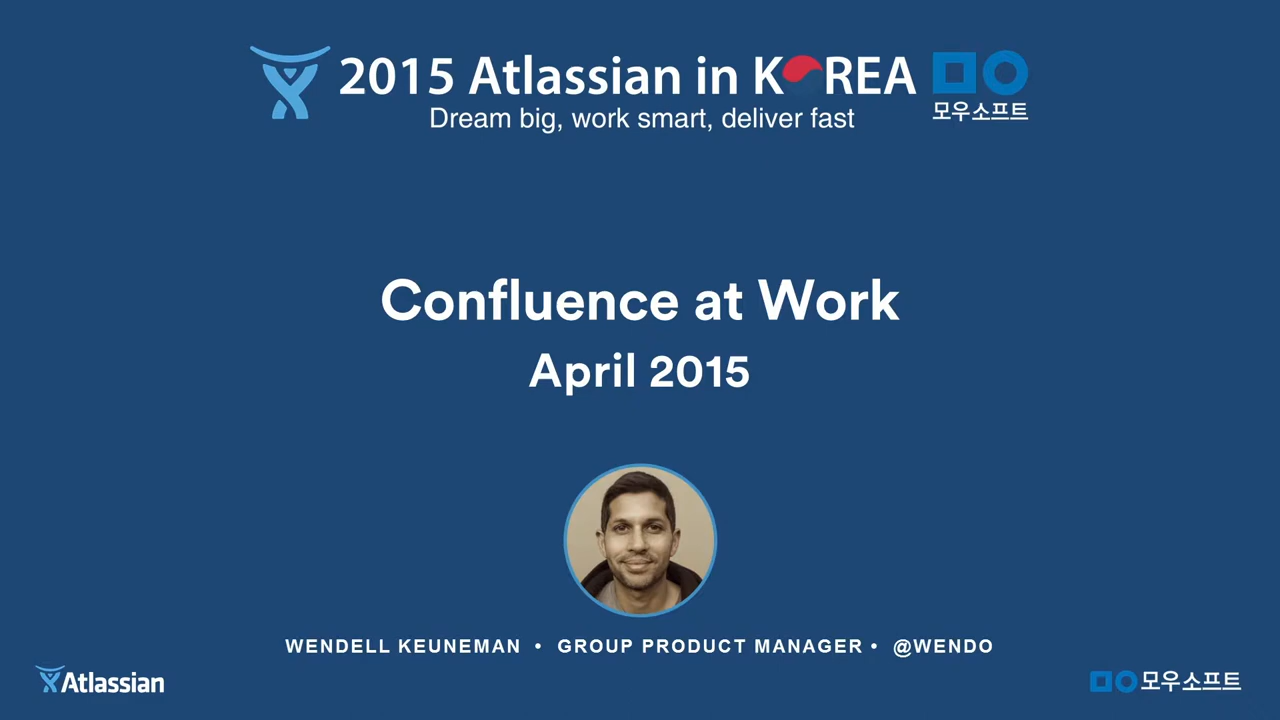 2015 Atlassian in KOREA
모우소프트
Dream big, work smart, deliver fast
Confluence at Work
April 2015
WENDELL KEUNEMAN • GROUP PRODUCT MANAGER • @WENDO
Atlassian
모우소프트